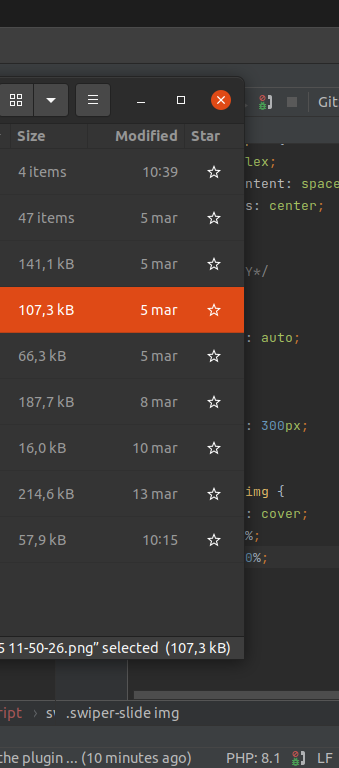 Git
Size Modified Star
4 items 10:39
47 items 5 mar
141,1 kB 5 mar
107,3 kB 5 mar
66,3 kB 5 mar
187,7 kB 8 mar
16,0 kB 10 mar
214,6 kB 13 mar
57,9 kB 10:15
5 11-50-26.png” selected (107,3 kB)
lex;
ntent: space
s: center;
Y*/
: auto;
: 300px;
img {
: cover;
%;
0%;
ript › sw .swiper-slide img
the plugin ... (10 minutes ago) PHP: 8.1 LF